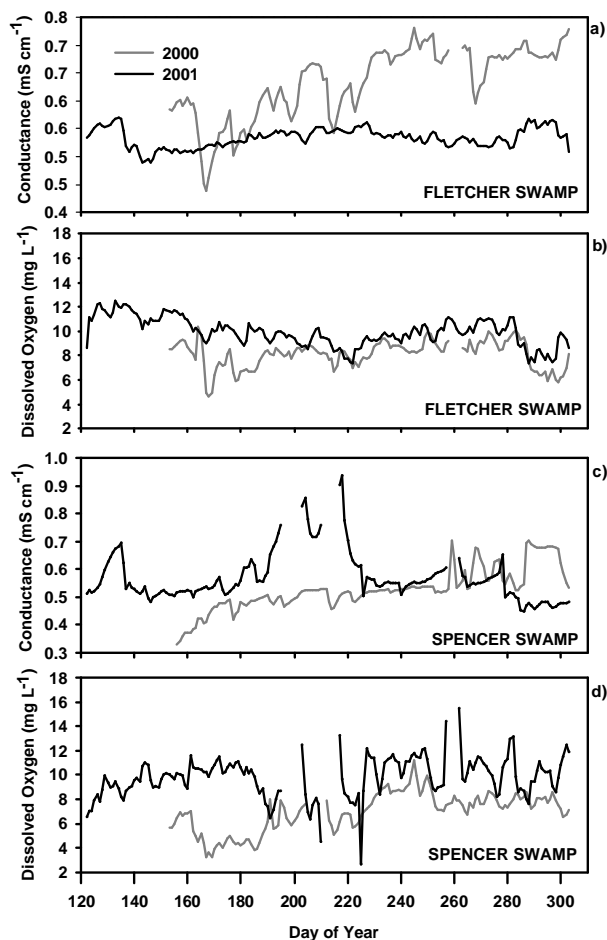 a)
0.8
0.7
0.7
0.6
0.6
0.5
0.5
0.4
Conductance (mS cm⁻¹)
2000
2001
FLETCHER SWAMP
b)
18
16
14
12
10
8
6
4
2
Dissolved Oxygen (mg L⁻¹)
FLETCHER SWAMP
c)
1.0
0.9
0.8
0.7
0.6
0.5
0.4
0.3
Conductance (mS cm⁻¹)
SPENCER SWAMP
d)
18
16
14
12
10
8
6
4
2
Dissolved Oxygen (mg L⁻¹)
SPENCER SWAMP
120 140 160 180 200 220 240 260 280 300
Day of Year